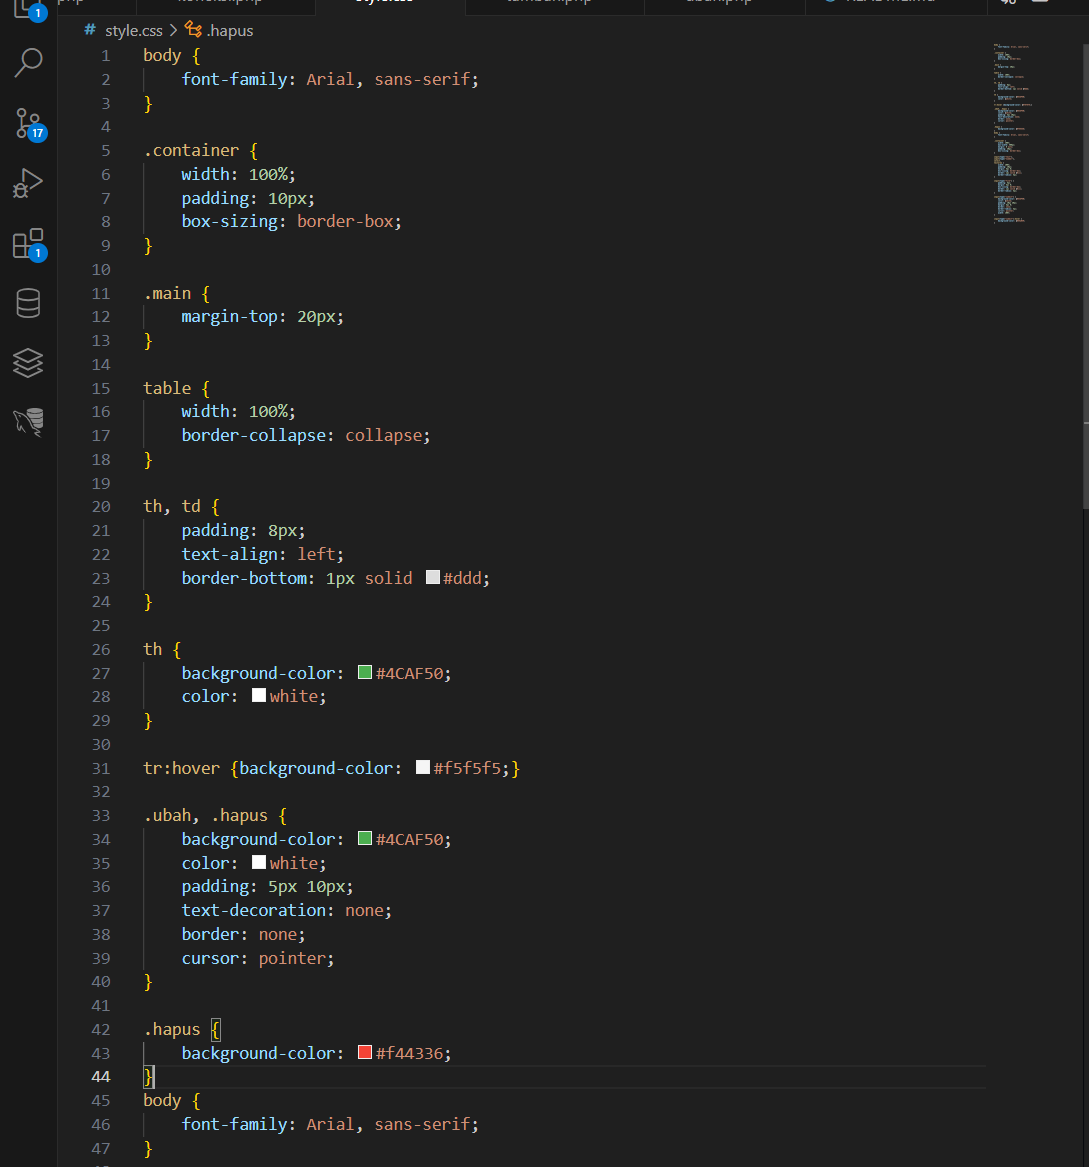 style.css
# style.css > .hapus
1
1 body {
2 font-family: Arial, sans-serif;
3 }
4
5 .container {
6 width: 100%;
7 padding: 10px;
8 box-sizing: border-box;
9 }
10
11 .main {
12 margin-top: 20px;
13 }
14
15 table {
16 width: 100%;
17 border-collapse: collapse;
18 }
19
20 th, td {
21 padding: 8px;
22 text-align: left;
23 border-bottom: 1px solid #ddd;
24 }
25
26 th {
27 background-color: #4CAF50;
28 color: white;
29 }
30
31 tr:hover {background-color: #f5f5f5;}
32
33 .ubah, .hapus {
34 background-color: #4CAF50;
35 color: white;
36 padding: 5px 10px;
37 text-decoration: none;
38 border: none;
39 cursor: pointer;
40 }
41
42 .hapus {
43 background-color: #f44336;
44 }
45 body {
46 font-family: Arial, sans-serif;
47 }
17
1